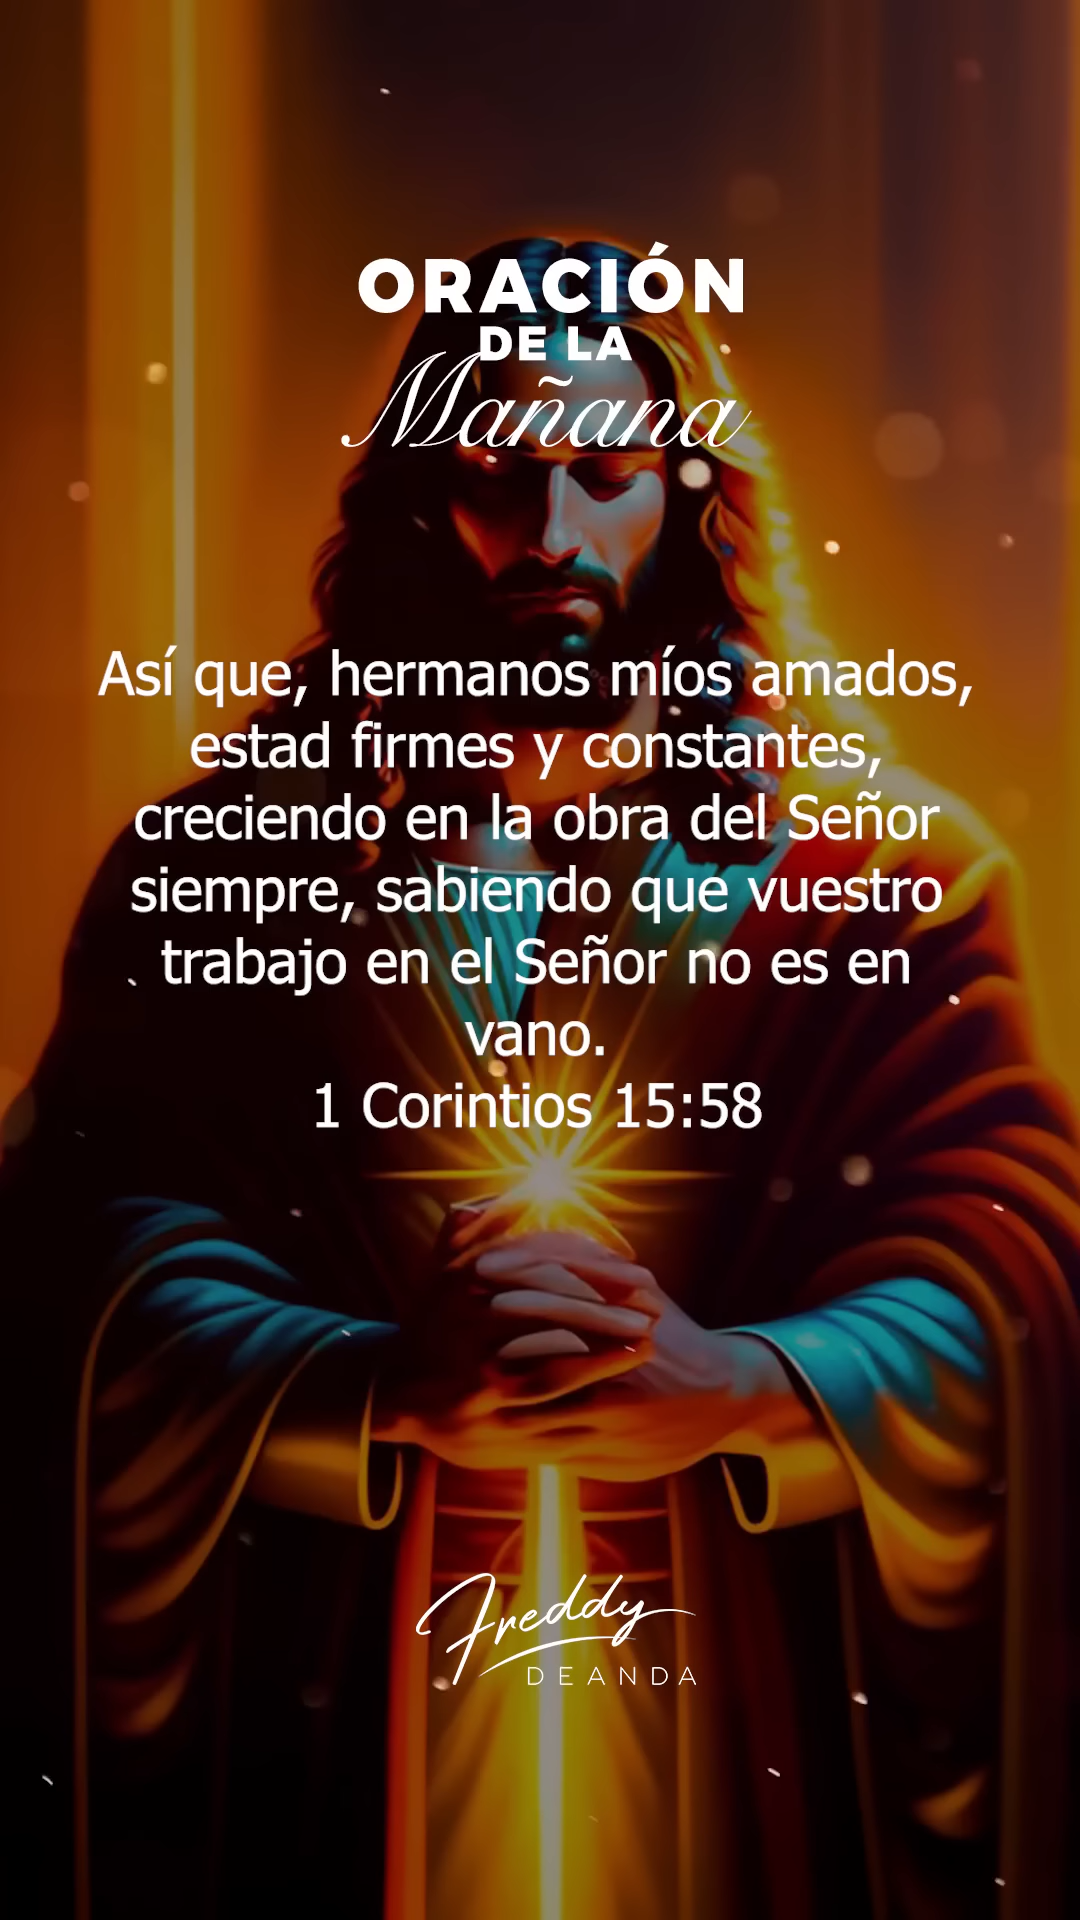 ORACIÓN
DE LA
Mañana
Así que, hermanos míos amados,
estad firmes y constantes,
creciendo en la obra del Señor
siempre, sabiendo que vuestro
trabajo en el Señor no es en
vano.
1 Corintios 15:58
Freddy
DEANDA